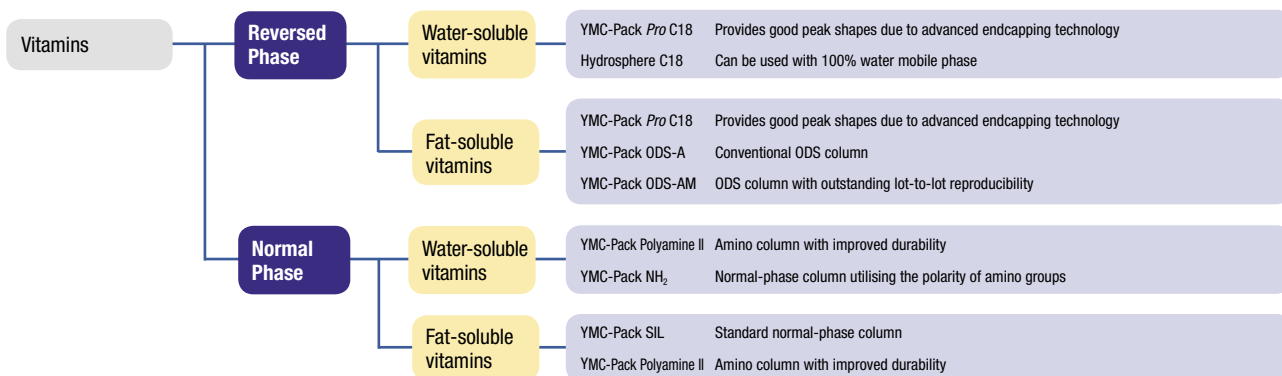 Vitamins
Reversed
Phase
Water-soluble
vitamins
YMC-Pack Pro C18 Provides good peak shapes due to advanced endcapping technology
Hydrosphere C18 Can be used with 100% water mobile phase
Fat-soluble
vitamins
YMC-Pack Pro C18 Provides good peak shapes due to advanced endcapping technology
YMC-Pack ODS-A Conventional ODS column
YMC-Pack ODS-AM ODS column with outstanding lot-to-lot reproducibility
Normal
Phase
Water-soluble
vitamins
YMC-Pack Polyamine II Amino column with improved durability
YMC-Pack NH₂ Normal-phase column utilising the polarity of amino groups
Fat-soluble
vitamins
YMC-Pack SIL Standard normal-phase column
YMC-Pack Polyamine II Amino column with improved durability